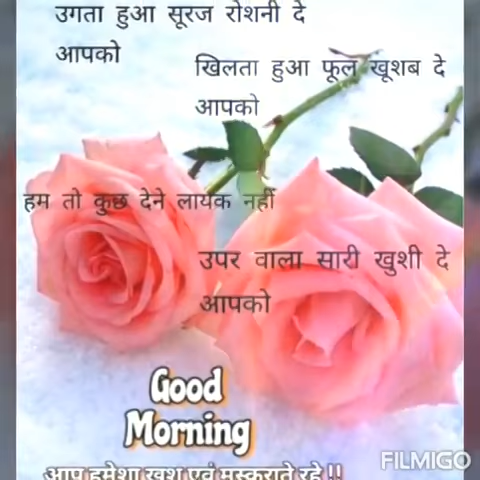 उगता हुआ सूरज रोशनी दे
आपको
खिलता हुआ फूल खूशब दे
आपको
हम तो कुछ देने लायक नहीं
उपर वाला सारी खुशी दे
आपको
Good
Morning
आप हमेशा खुश एवं मुस्कुराते रहे !!
FILMIGO